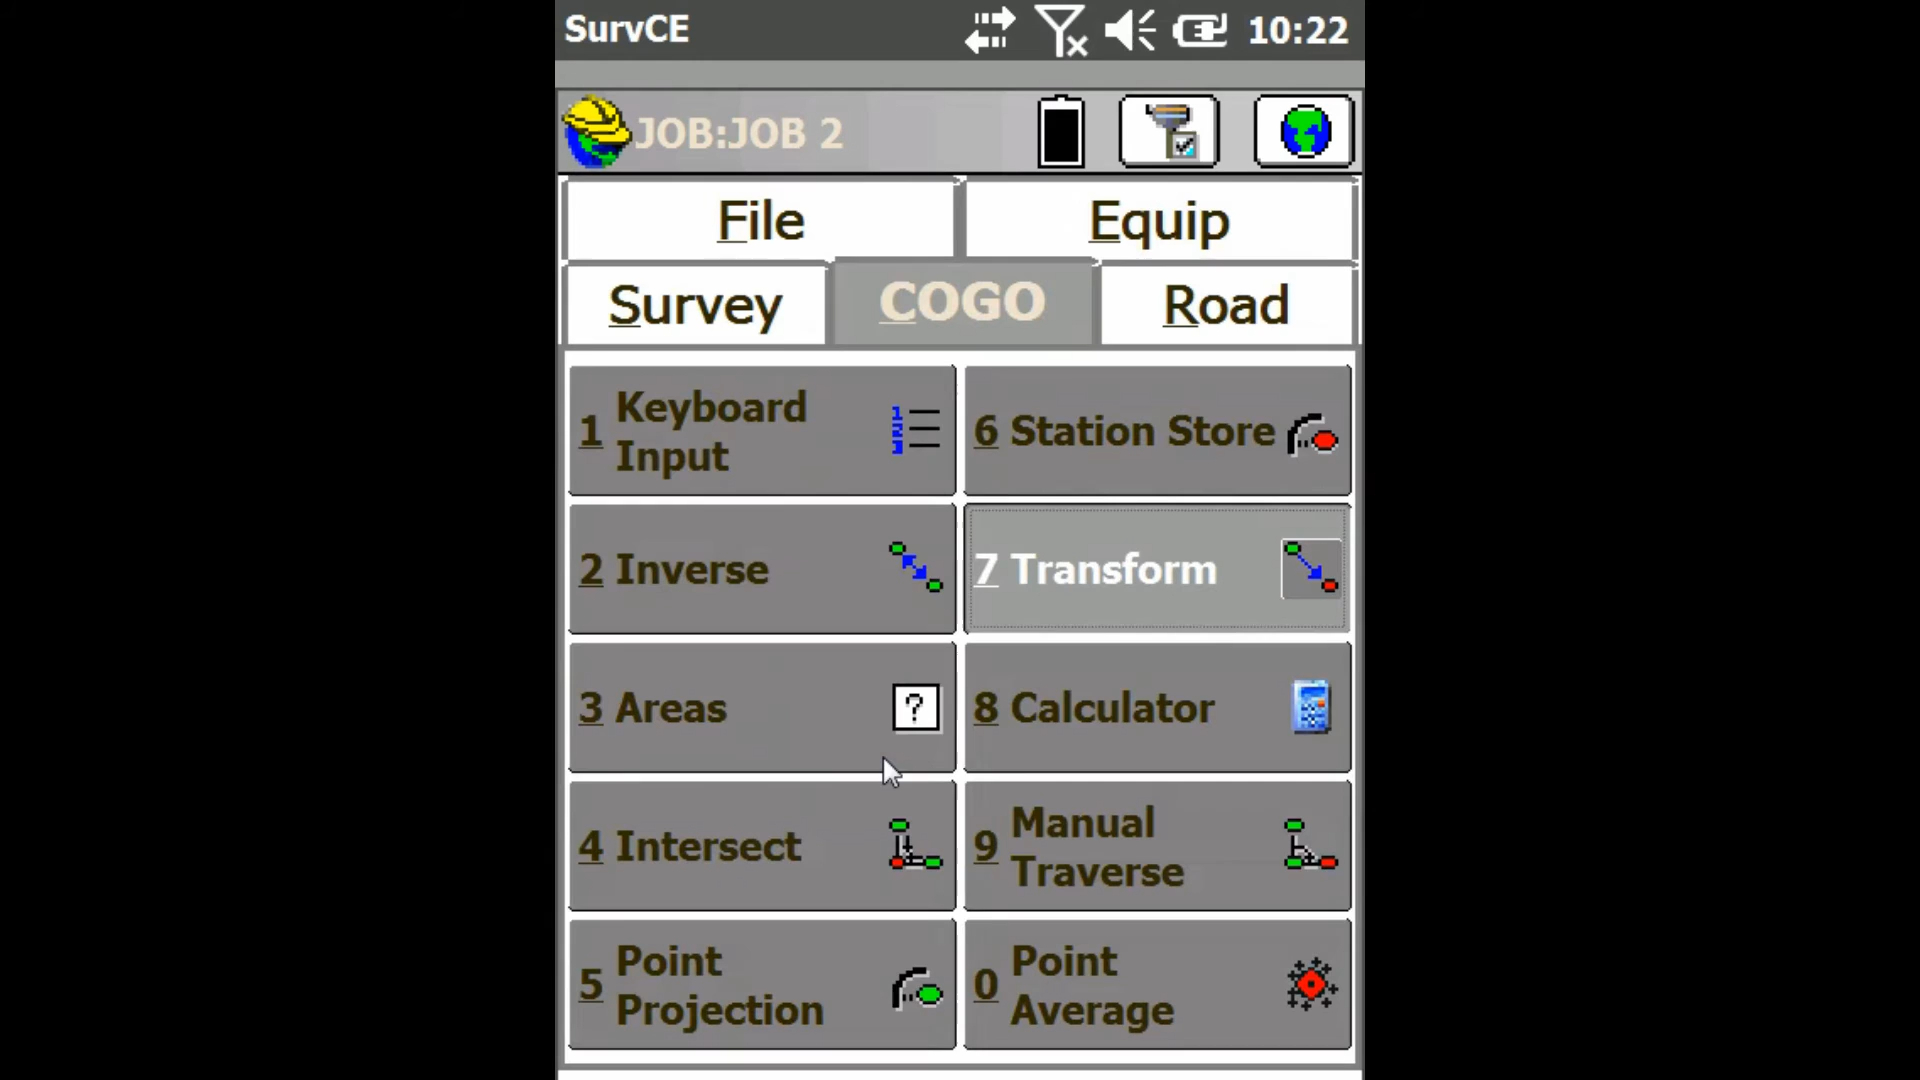 SurvCE 10:22
JOB:JOB 2
File Equip
Survey COGO Road
1 Keyboard Input
6 Station Store
2 Inverse
7 Transform
3 Areas
?
8 Calculator
4 Intersect
9 Manual Traverse
5 Point Projection
0 Point Average